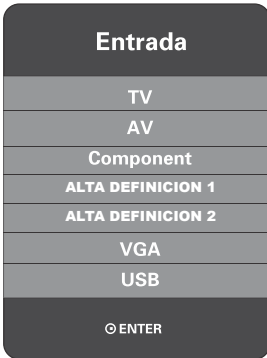 Entrada
TV
AV
Component
ALTA DEFINICION 1
ALTA DEFINICION 2
VGA
USB
ENTER